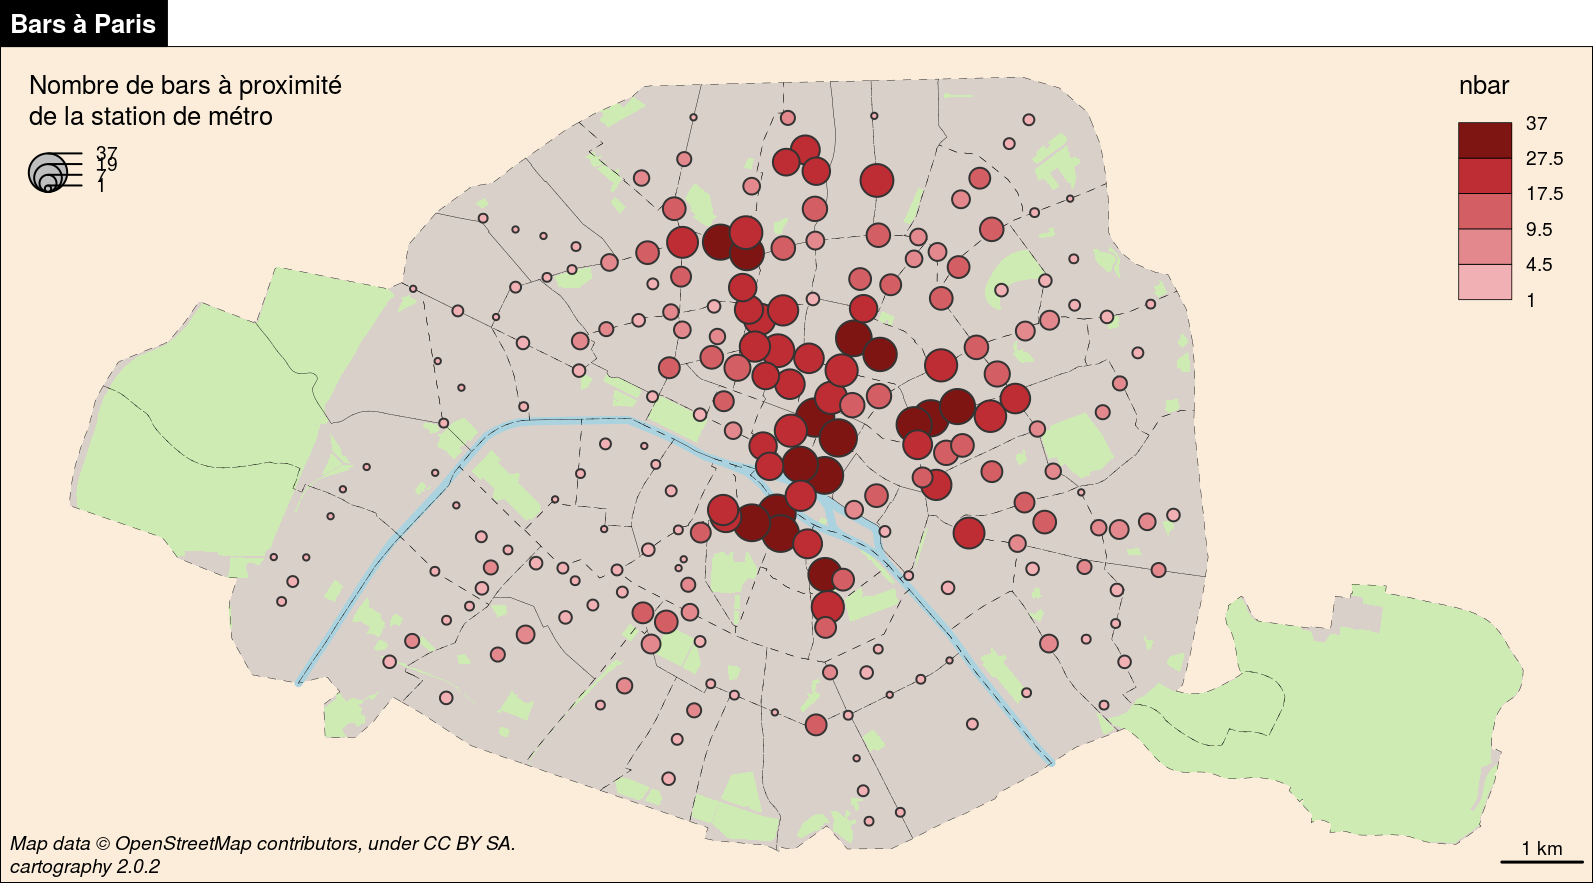 Bars à Paris
Nombre de bars à proximité
de la station de métro
37
19
7
1
nbar
37
27.5
17.5
9.5
4.5
1
Map data © OpenStreetMap contributors, under CC BY SA.
cartography 2.0.2
1 km